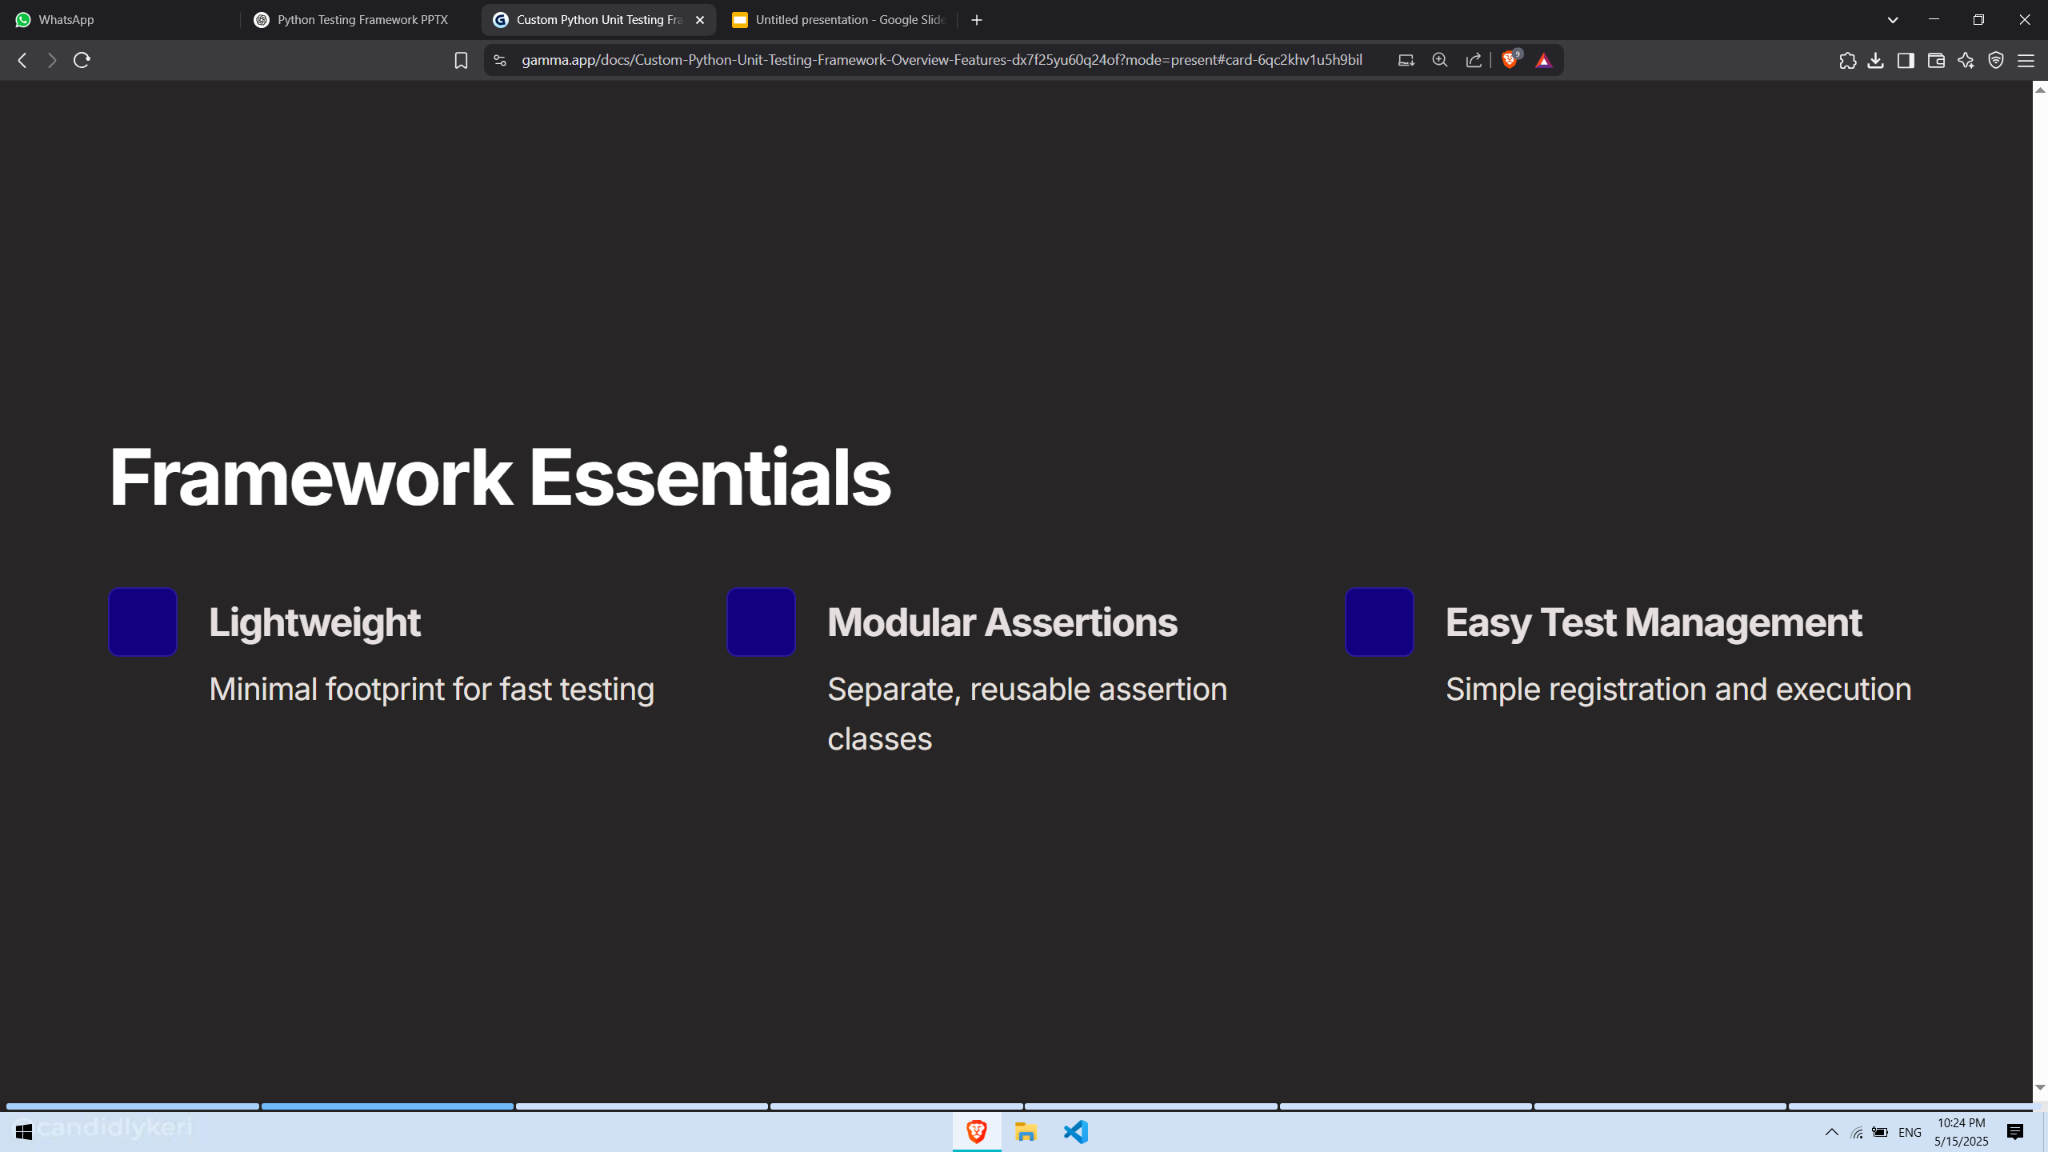 WhatsApp
Python Testing Framework PPTX
Custom Python Unit Testing Fra
Untitled presentation - Google Slide
gamma.app/docs/Custom-Python-Unit-Testing-Framework-Overview-Features-dx7f25yu60q24of?mode=present#card-6qc2khv1u5h9bil
9
Framework Essentials
Lightweight
Minimal footprint for fast testing
Modular Assertions
Separate, reusable assertion
classes
Easy Test Management
Simple registration and execution
candidlykeri
ENG
10:24 PM
5/15/2025